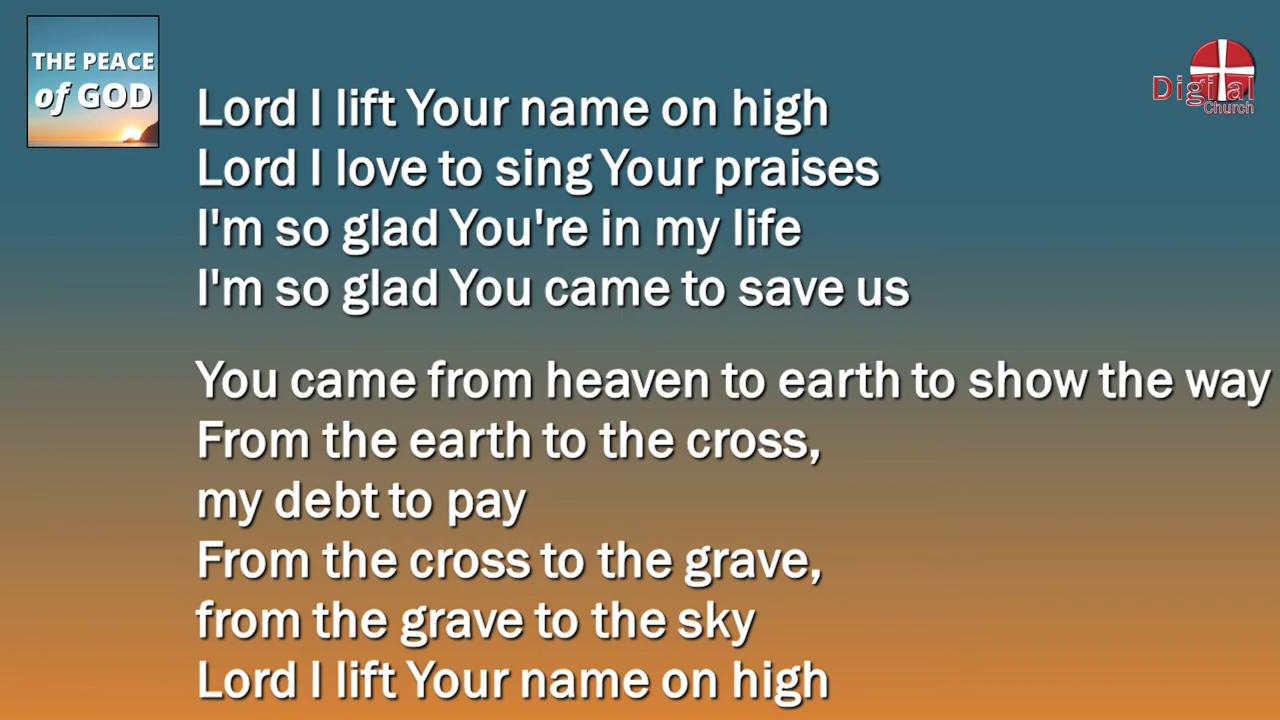 THE PEACE
of GOD
Digital
Church
Lord I lift Your name on high
Lord I love to sing Your praises
I'm so glad You're in my life
I'm so glad You came to save us
You came from heaven to earth to show the way
From the earth to the cross,
my debt to pay
From the cross to the grave,
from the grave to the sky
Lord I lift Your name on high